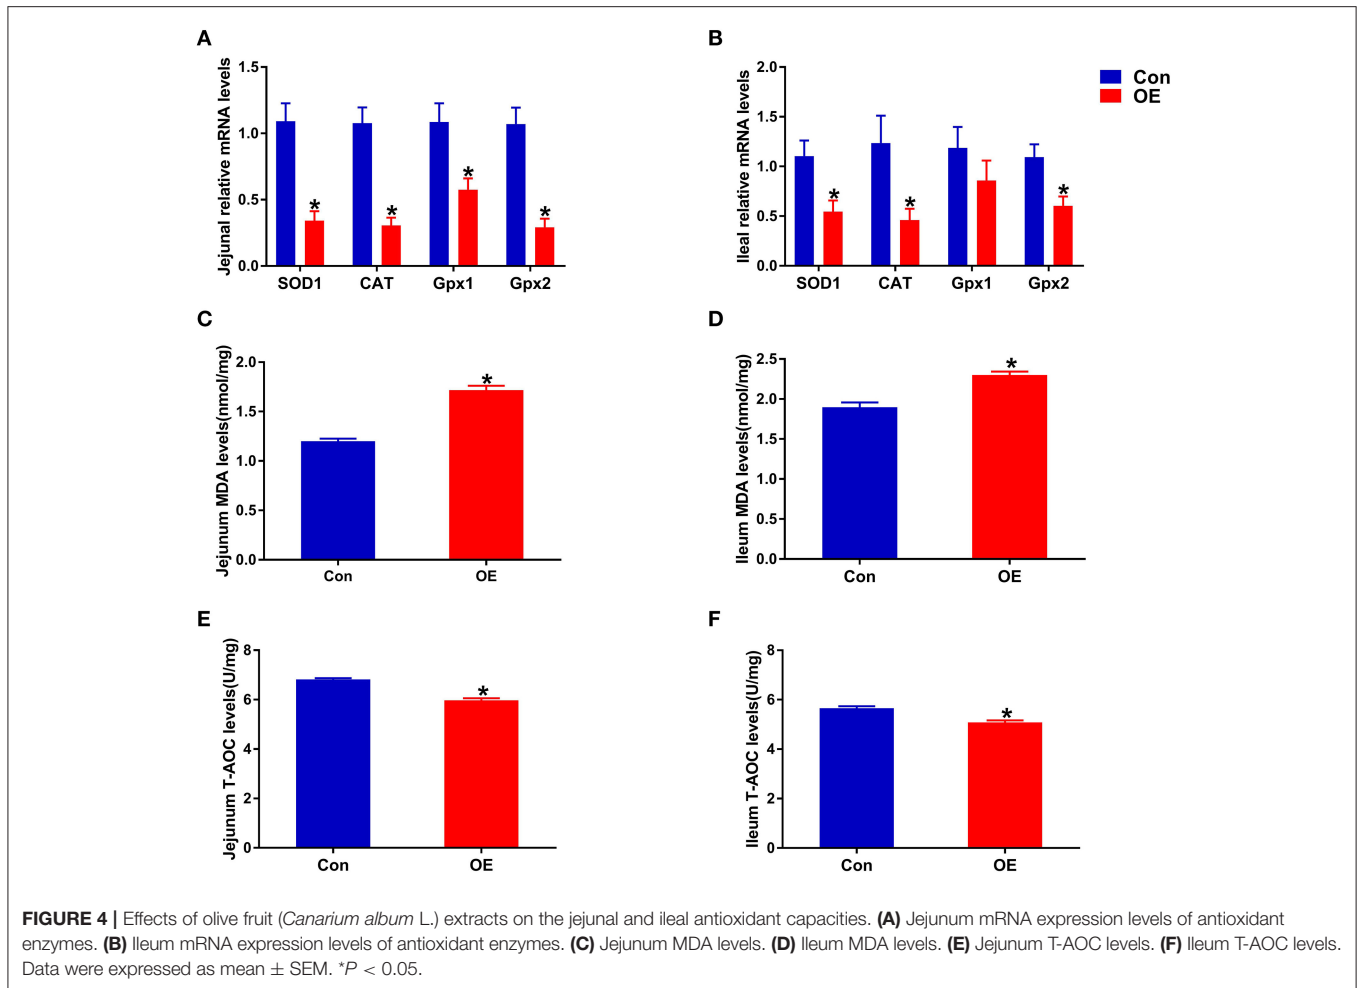 A
Jejunal relative mRNA levels
1.5
1.0
0.5
0.0
SOD1 CAT Gpx1 Gpx2
* * * *
B
Ileal relative mRNA levels
2.0
1.5
1.0
0.5
0.0
SOD1 CAT Gpx1 Gpx2
* * *
Con
OE
C
Jejunum MDA levels(nmol/mg)
2.0
1.5
1.0
0.5
0.0
Con OE
*
D
Ileum MDA levels(nmol/mg)
2.5
2.0
1.5
1.0
0.5
0.0
Con OE
*
E
Jejunum T-AOC levels(U/mg)
8
6
4
2
0
Con OE
*
F
Ileum T-AOC levels(U/mg)
8
6
4
2
0
Con OE
*
FIGURE 4 | Effects of olive fruit (Canarium album L.) extracts on the jejunal and ileal antioxidant capacities. (A) Jejunum mRNA expression levels of antioxidant
enzymes. (B) Ileum mRNA expression levels of antioxidant enzymes. (C) Jejunum MDA levels. (D) Ileum MDA levels. (E) Jejunum T-AOC levels. (F) Ileum T-AOC levels.
Data were expressed as mean ± SEM. *P < 0.05.